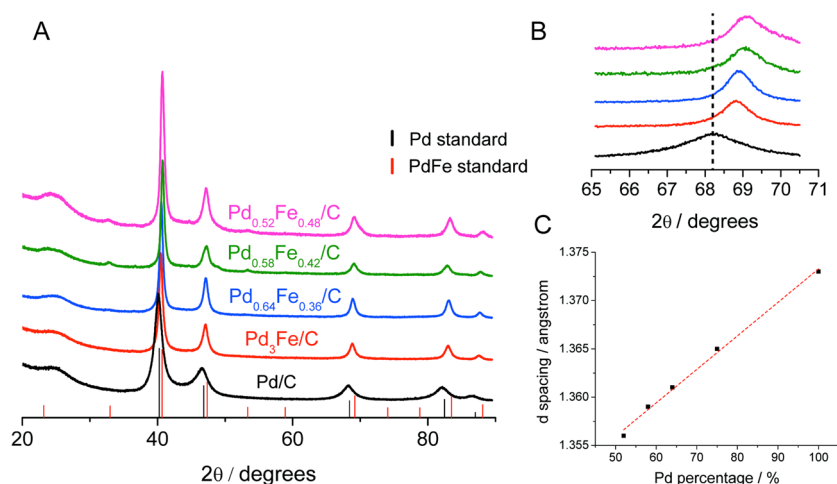 A
Pd standard
PdFe standard
Pd0.52Fe0.48/C
Pd0.58Fe0.42/C
Pd0.64Fe0.36/C
Pd3Fe/C
Pd/C
20 40 60 80
2θ / degrees
B
65 66 67 68 69 70 71
2θ / degrees
C
1.375
1.370
1.365
1.360
1.355
d spacing / angstrom
50 60 70 80 90 100
Pd percentage / %